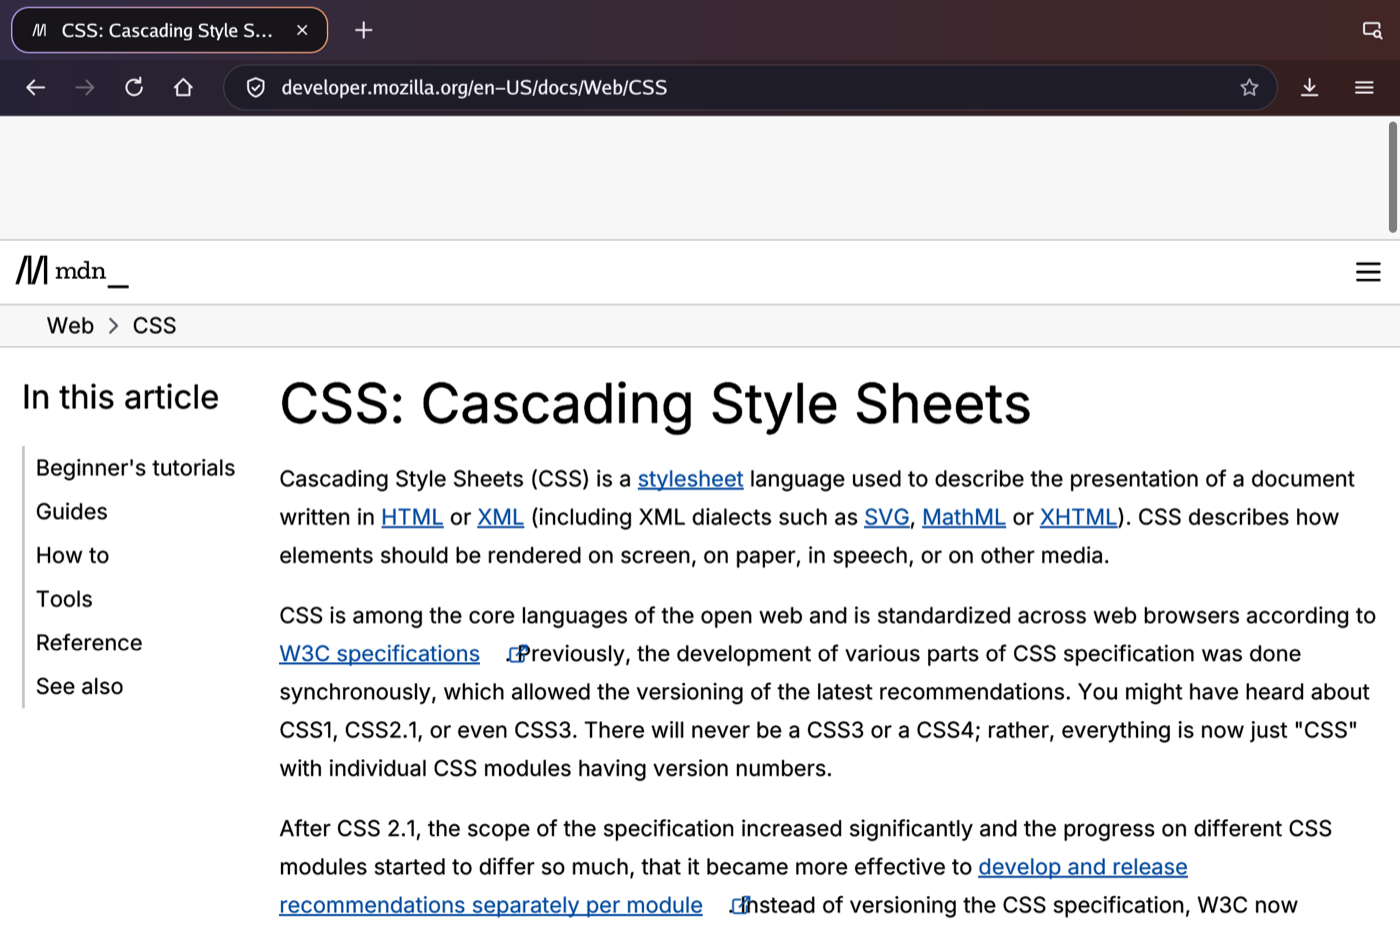 CSS: Cascading Style S...
developer.mozilla.org/en-US/docs/Web/CSS
mdn_
Web > CSS
In this article
Beginner's tutorials
Guides
How to
Tools
Reference
See also
CSS: Cascading Style Sheets
Cascading Style Sheets (CSS) is a stylesheet language used to describe the presentation of a document
written in HTML or XML (including XML dialects such as SVG, MathML or XHTML). CSS describes how
elements should be rendered on screen, on paper, in speech, or on other media.
CSS is among the core languages of the open web and is standardized across web browsers according to
W3C specifications. Previously, the development of various parts of CSS specification was done
synchronously, which allowed the versioning of the latest recommendations. You might have heard about
CSS1, CSS2.1, or even CSS3. There will never be a CSS3 or a CSS4; rather, everything is now just "CSS"
with individual CSS modules having version numbers.
After CSS 2.1, the scope of the specification increased significantly and the progress on different CSS
modules started to differ so much, that it became more effective to develop and release
recommendations separately per module. Instead of versioning the CSS specification, W3C now